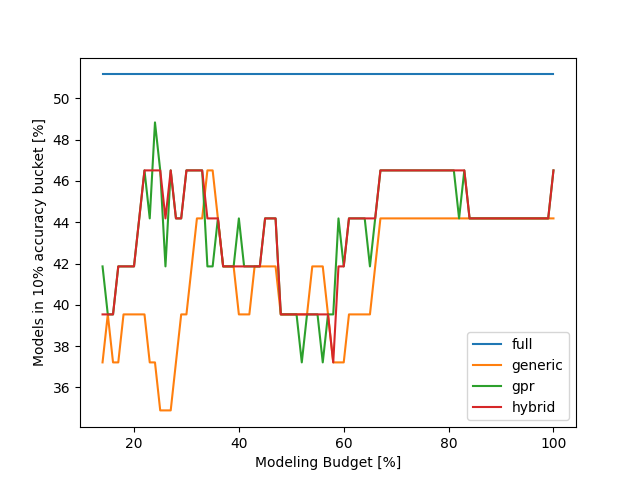 50
48
46
44
42
40
38
36
Models in 10% accuracy bucket [%]
full
generic
gpr
hybrid
20
40
60
80
100
Modeling Budget [%]